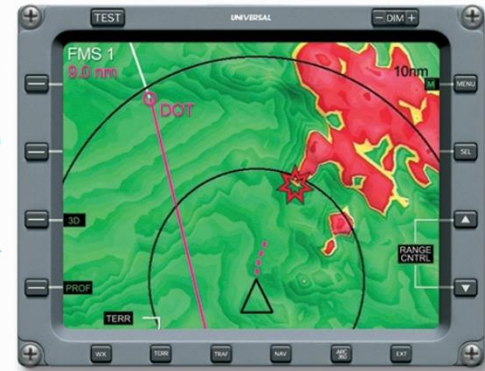 TEST
UNIVERSAL
– DIM +
FMS 1
9.0 nm
10nm
M
MENU
DOT
SEL
3D
RANGE
CNTRL
PROF
TERR
WX
TERR
TRAF
NAV
EXT